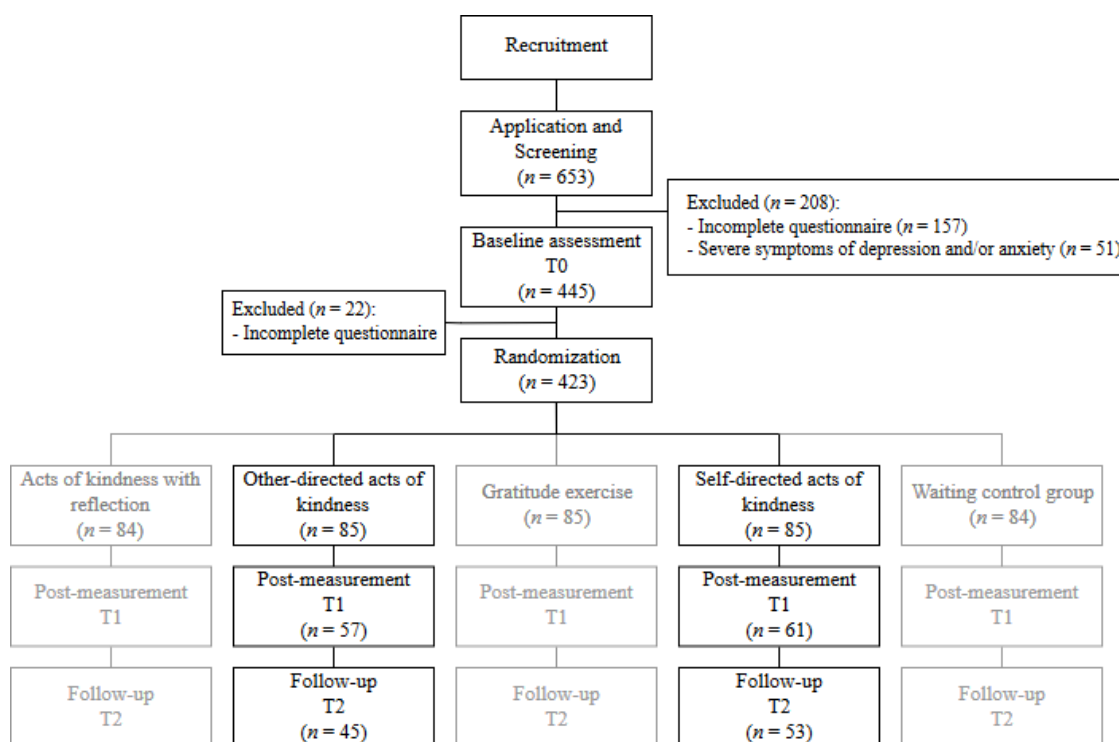 Recruitment
Application and
Screening
(n = 653)
Excluded (n = 208):
- Incomplete questionnaire (n = 157)
- Severe symptoms of depression and/or anxiety (n = 51)
Baseline assessment
T0
(n = 445)
Excluded (n = 22):
- Incomplete questionnaire
Randomization
(n = 423)
Acts of kindness with
reflection
(n = 84)
Other-directed acts of
kindness
(n = 85)
Gratitude exercise
(n = 85)
Self-directed acts of
kindness
(n = 85)
Waiting control group
(n = 84)
Post-measurement
T1
Post-measurement
T1
(n = 57)
Post-measurement
T1
Post-measurement
T1
(n = 61)
Post-measurement
T1
Follow-up
T2
Follow-up
T2
(n = 45)
Follow-up
T2
Follow-up
T2
(n = 53)
Follow-up
T2